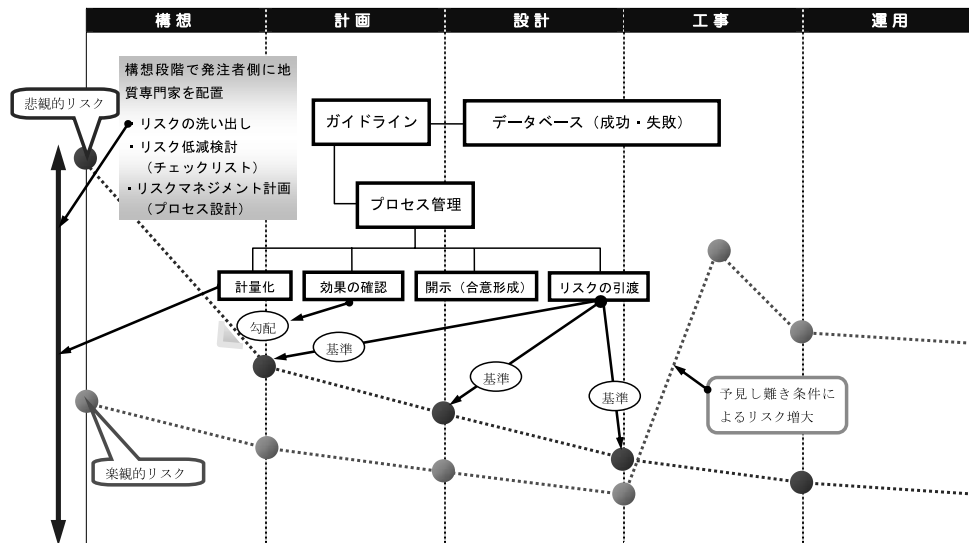 構想
計画
設計
工事
運用
構想段階で発注者側に地
質専門家を配置
・リスクの洗い出し
・リスク低減検討
（チェックリスト）
・リスクマネジメント計画
（プロセス設計）
悲観的リスク
ガイドライン
データベース（成功・失敗）
プロセス管理
計量化
効果の確認
開示（合意形成）
リスクの引渡
勾配
基準
基準
基準
予見し難き条件に
よるリスク増大
楽観的リスク